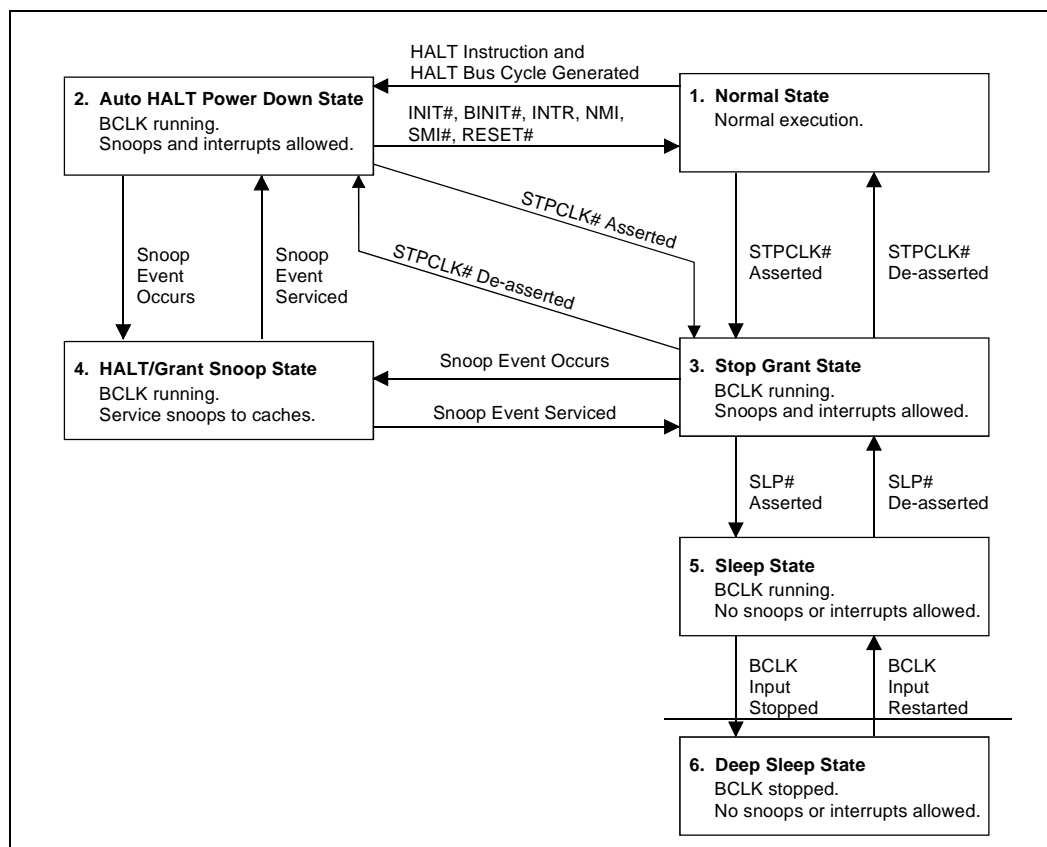 HALT Instruction and
HALT Bus Cycle Generated
2. Auto HALT Power Down State
BCLK running.
Snoops and interrupts allowed.
1. Normal State
Normal execution.
INIT#, BINIT#, INTR, NMI,
SMI#, RESET#
STPCLK# Asserted
STPCLK# De-asserted
Snoop
Event
Occurs
Snoop
Event
Serviced
STPCLK#
Asserted
STPCLK#
De-asserted
4. HALT/Grant Snoop State
BCLK running.
Service snoops to caches.
Snoop Event Occurs
Snoop Event Serviced
3. Stop Grant State
BCLK running.
Snoops and interrupts allowed.
SLP#
Asserted
SLP#
De-asserted
5. Sleep State
BCLK running.
No snoops or interrupts allowed.
BCLK
Input
Stopped
BCLK
Input
Restarted
6. Deep Sleep State
BCLK stopped.
No snoops or interrupts allowed.